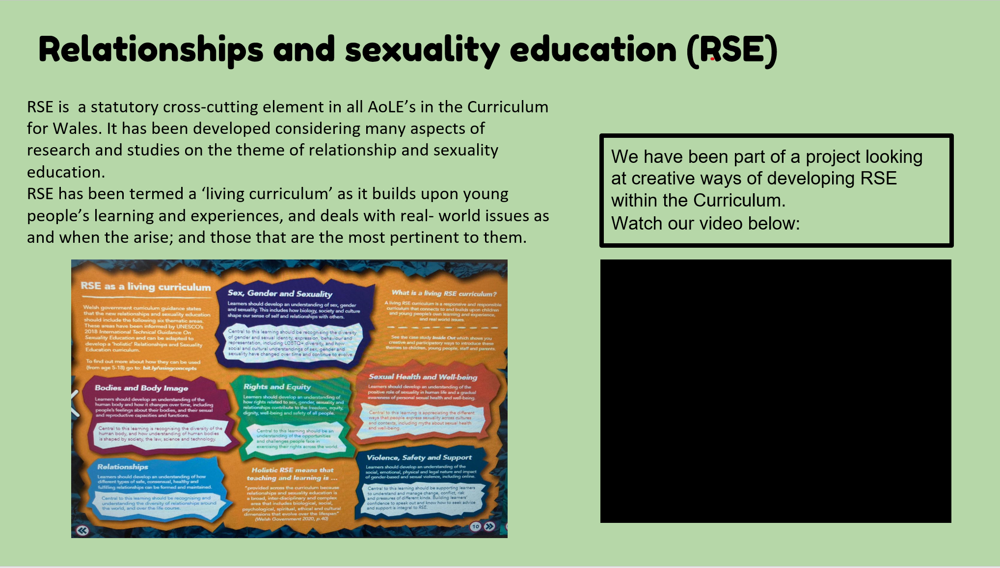 Relationships and sexuality education (RSE)
RSE is  a statutory cross-cutting element in all AoLE’s in the Curriculum
for Wales. It has been developed considering many aspects of
research and studies on the theme of relationship and sexuality
education.
RSE has been termed a ‘living curriculum’ as it builds upon young
people’s learning and experiences, and deals with real- world issues as
and when the arise; and those that are the most pertinent to them.
We have been part of a project looking
at creative ways of developing RSE
within the Curriculum.
Watch our video below:
RSE as a living curriculum
Welsh government curriculum guidance states
that the new relationships and sexuality education
should include the following six thematic areas.
These areas have been informed by UNESCO's
2018 International Technical Guidance On
Sexuality Education and can be adapted to
develop a 'holistic' Relationships and Sexuality
Education curriculum.
To find out more about how they can be used
(from age 5-18) go to: bit.ly/usingconcepts
Sex, Gender and Sexuality
Learners should develop an understanding of sex, gender
and sexuality. This includes how biology, society and culture
shape our sense of self and relationships with others.
Central to this learning should be recognising the diversity
of gender and sexual identity, expression, behaviour and
representation, including LGBTQ+ diversity, and how
social and cultural understandings of sex, gender and
sexuality have changed over time and continue to evolve.
What is a living RSE curriculum?
A living RSE curriculum is a responsive and responsible
curriculum that connects to and builds upon children
and young people's own learning and experience,
and real world issues.
See the case study Inside Out which shows you
creative and participatory ways to introduce these
themes to children, young people, staff and parents.
Bodies and Body Image
Learners should develop an understanding of the
human body and how it changes over time, including
people's feelings about their bodies, and their sexual
and reproductive capacities and functions.
Central to this learning is recognising the diversity of the
human body, and how understanding of human bodies
is shaped by society, the law, science and technology.
Rights and Equity
Learners should develop an understanding of
how rights related to sex, gender, sexuality and
relationships contribute to the freedom, equity,
dignity, well-being and safety of all people.
Central to this learning should be an
understanding of the opportunities
and challenges people face in
exercising their rights across the world.
Sexual Health and Well-being
Learners should develop an understanding of the
positive role of sexuality in human life and a gradual
awareness of personal sexual health and well-being.
Central to this learning is appreciating the different
ways that people express sexuality across cultures
and contexts, including myths about sexual health
and well-being.
Relationships
Learners should develop an understanding of how
different types of safe, consensual, healthy and
fulfilling relationships can be formed and maintained.
Central to this learning should be recognising and
understanding the diversity of relationships around
the world, and over the life course.
Holistic RSE means that
teaching and learning is ...
"provided across the curriculum because
relationships and sexuality education is
a broad, inter-disciplinary and complex
area that includes biological, social,
psychological, spiritual, ethical and cultural
dimensions that evolve over the lifespan"
(Welsh Government 2020, p.40)
Violence, Safety and Support
Learners should develop an understanding of the
social, emotional, physical and legal nature and impact
of gender-based and sexual violence, including online.
Central to this learning should be supporting learners
to understand and manage change, conflict, risk
and pressures of different kinds. Building learners'
confidence to speak out and know how to seek advice
and support is integral to RSE.
10